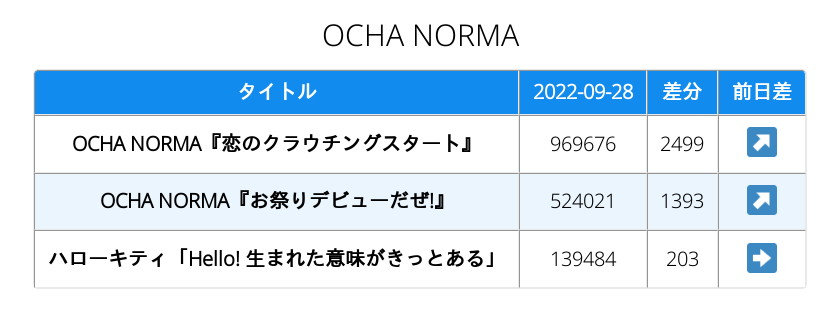 OCHA NORMA
タイトル 2022-09-28 差分 前日差
OCHA NORMA『恋のクラウチングスタート』 969676 2499
OCHA NORMA『お祭りデビューだぜ!』 524021 1393
ハローキティ「Hello! 生まれた意味がきっとある」 139484 203